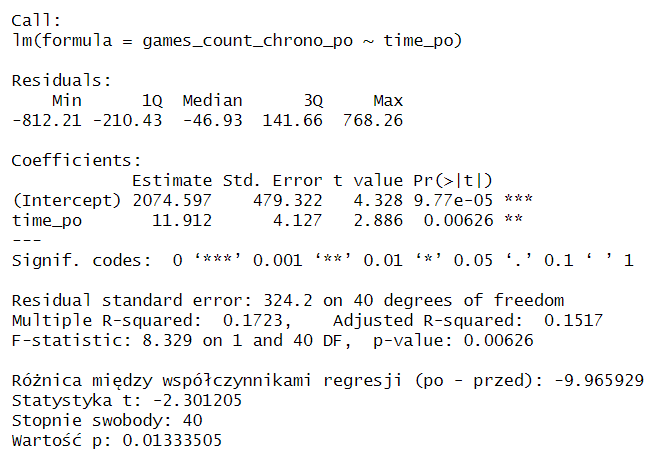 Call:
lm(formula = games_count_chrono_po ~ time_po)
Residuals:
Min 1Q Median 3Q Max
-812.21 -210.43 -46.93 141.66 768.26
Coefficients:
Estimate Std. Error t value Pr(>|t|)
(Intercept) 2074.597 479.322 4.328 9.77e-05 ***
time_po 11.912 4.127 2.886 0.00626 **
---
Signif. codes: 0 ‘***’ 0.001 ‘**’ 0.01 ‘*’ 0.05 ‘.’ 0.1 ‘ ’ 1
Residual standard error: 324.2 on 40 degrees of freedom
Multiple R-squared: 0.1723, Adjusted R-squared: 0.1517
F-statistic: 8.329 on 1 and 40 DF, p-value: 0.00626
Różnica między współczynnikami regresji (po - przed): -9.965929
Statystyka t: -2.301205
Stopnie swobody: 40
Wartość p: 0.01333505